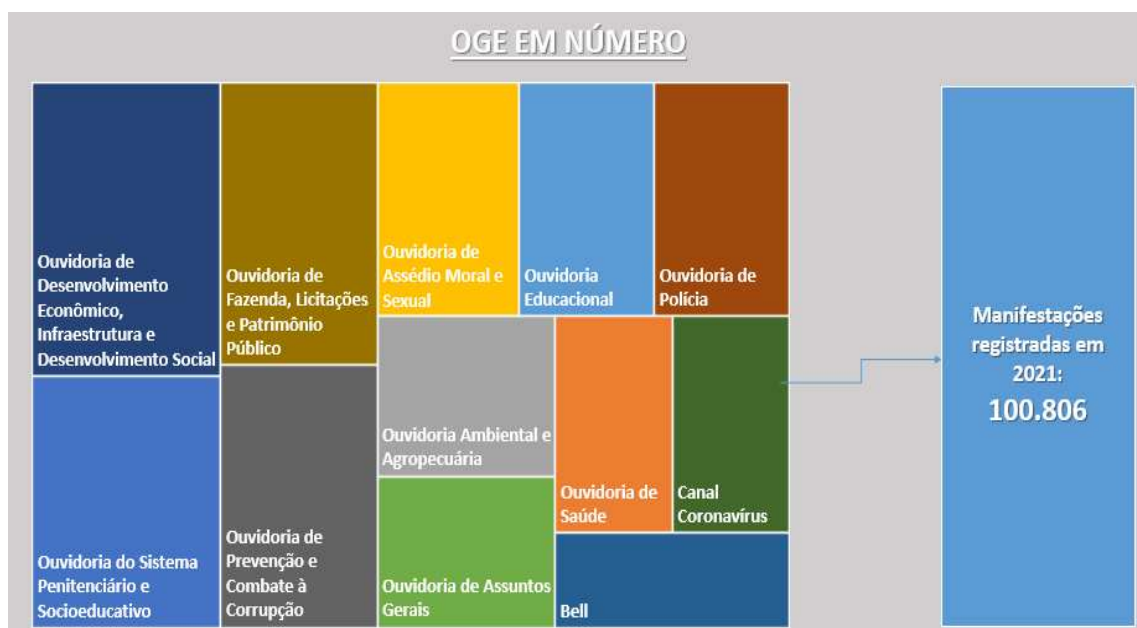 OGE EM NÚMERO
Ouvidoria de
Desenvolvimento
Econômico,
Infraestrutura e
Desenvolvimento Social
Ouvidoria de
Fazenda, Licitações
e Patrimônio
Público
Ouvidoria de
Assédio Moral e
Sexual
Ouvidoria
Educacional
Ouvidoria de
Polícia
Ouvidoria do Sistema
Penitenciário e
Socioeducativo
Ouvidoria de
Prevenção e
Combate à
Corrupção
Ouvidoria Ambiental e
Agropecuária
Ouvidoria de Assuntos
Gerais
Ouvidoria de
Saúde
Canal
Coronavírus
Bell
Manifestações
registradas em
2021:
100.806